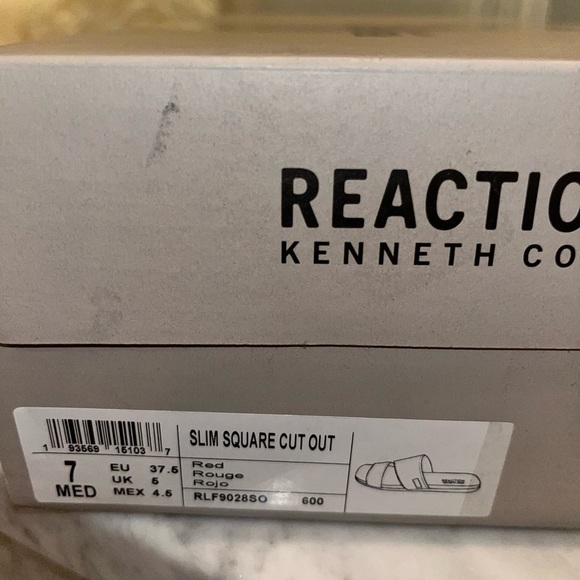 REACTIO
KENNETH CO
1 93569 15103 7
SLIM SQUARE CUT OUT
7
MED
EU 37.5
UK 5
MEX 4.5
Red
Rouge
Rojo
RLF9028SO 600